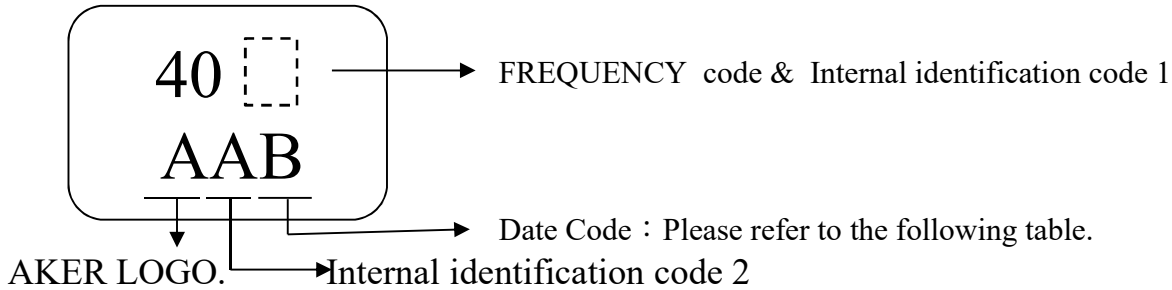 40 FREQUENCY code & Internal identification code 1
AAB
Date Code：Please refer to the following table.
AKER LOGO. Internal identification code 2